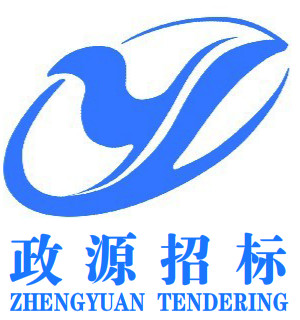 政源招标
ZHENGYUAN TENDERING